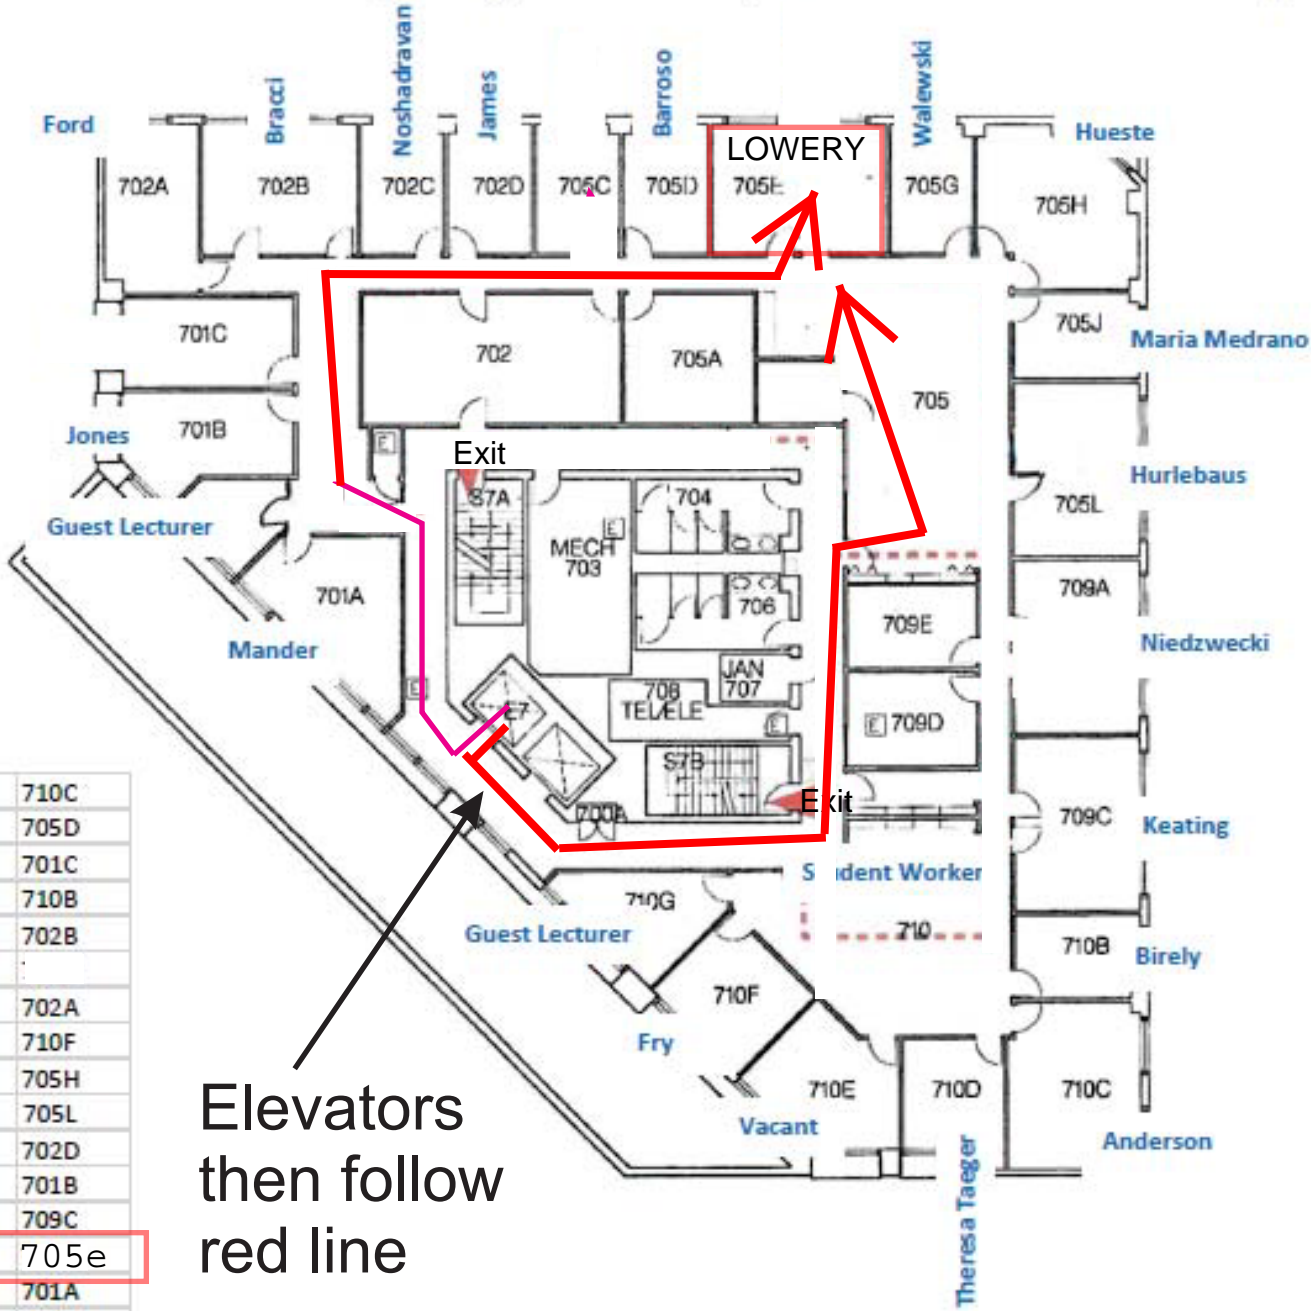 Ford
Bracci
Noshadravan
James
Barroso
Walewski
Hueste
LOWERY
702A
702B
702C
702D
705C
705D
705E
705G
705H
701C
702
705A
705J
Maria Medrano
705
701B
Jones
E
Exit
Hurlebaus
S7A
704
705L
Guest Lecturer
E
MECH
703
701A
706
709A
709E
Mander
Niedzwecki
JAN
707
708
TEL/ELE
E
E7
E
E
709D
S7B
Exit
700A
709C
Keating
Student Worker
710G
Guest Lecturer
710
710B
Birely
710F
Fry
710E
710D
710C
Vacant
Anderson
Theresa Taeger
Elevators
then follow
red line
710C
705D
701C
710B
702B
702A
710F
705H
705L
702D
701B
709C
705e
701A